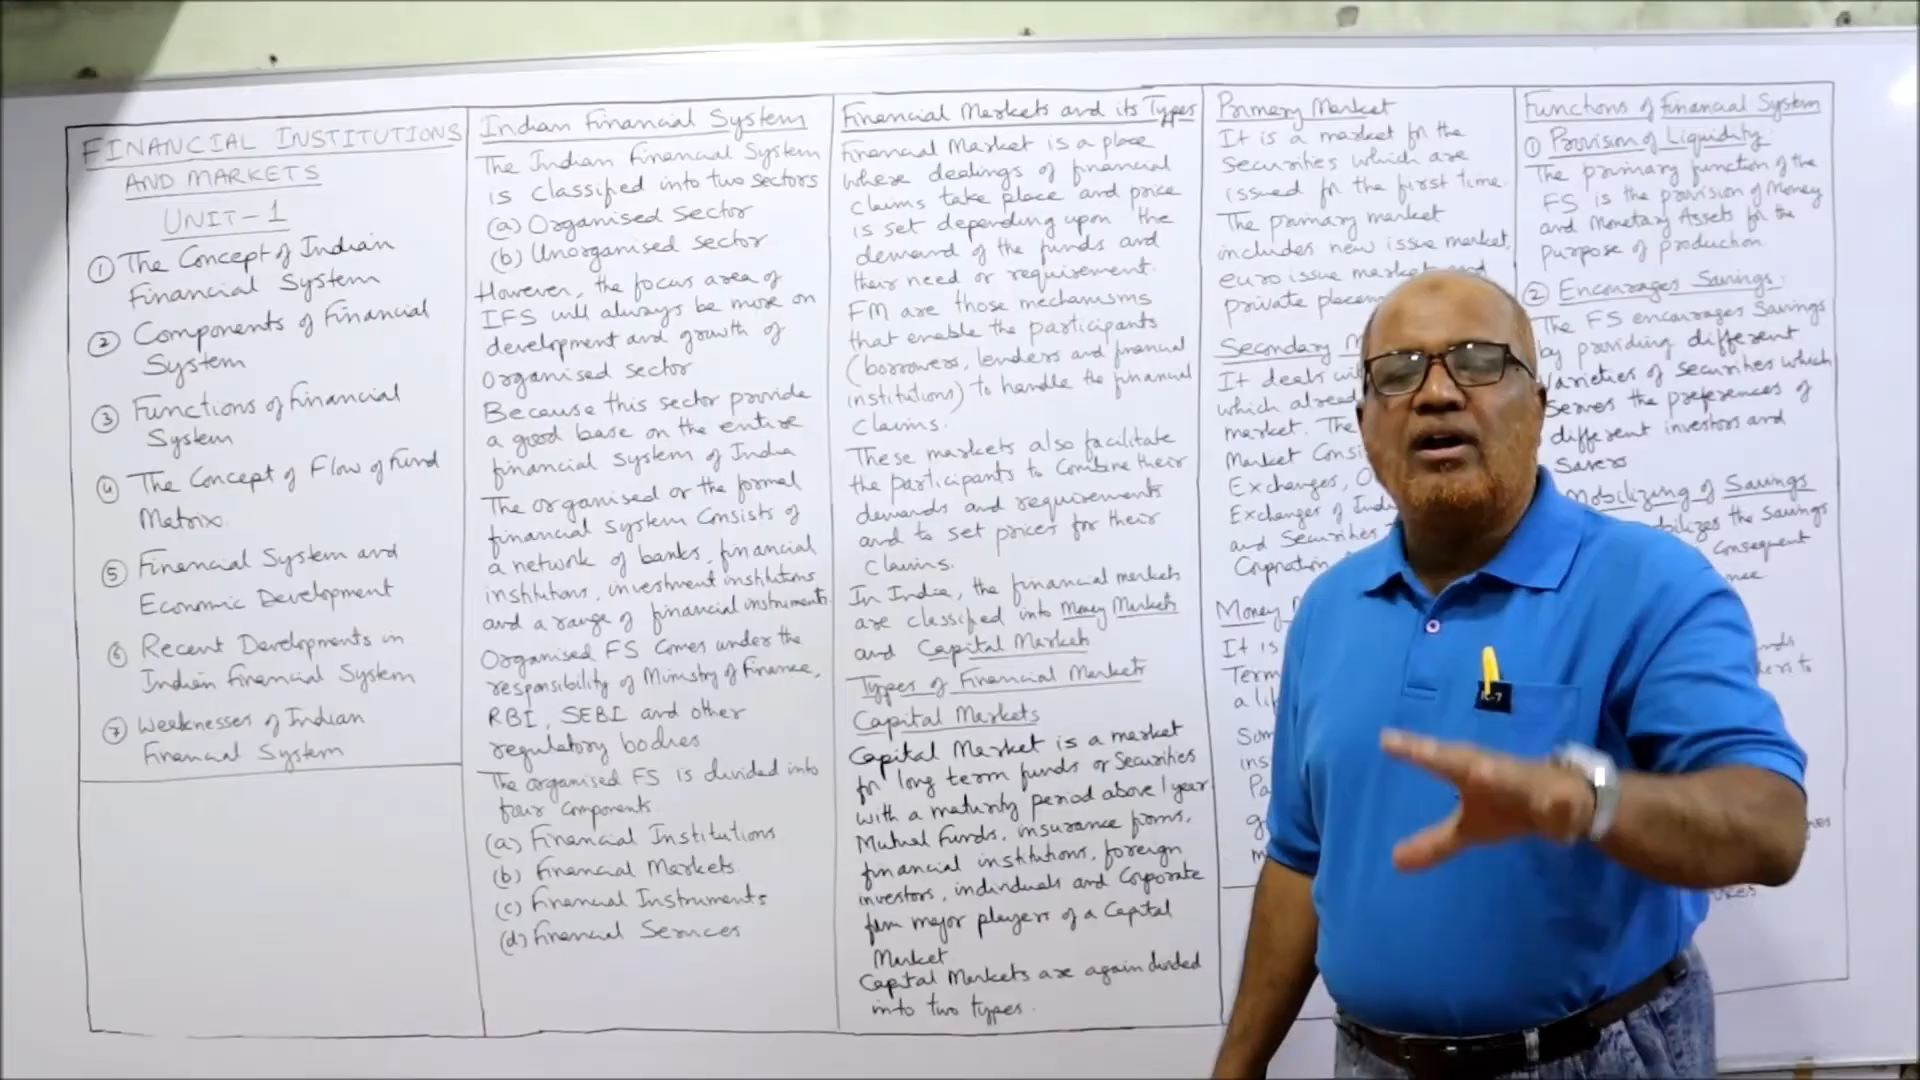 FINANCIAL INSTITUTIONS
AND MARKETS
UNIT-1
① The Concept of Indian
Financial System
② Components of Financial
System
③ Functions of Financial
System
④ The Concept of Flow of Fund
Matrix.
⑤ Financial System and
Economic Development
⑥ Recent Developments in
Indian Financial System
⑦ Weaknesses of Indian
Financial System
Indian Financial System
The Indian Financial System
is classified into two sectors
(a) Organised Sector
(b) Unorganised Sector
However, the focus area of
IFS will always be more on
development and growth of
Organised sector
Because this sector provide
a good base on the entire
financial system of India
The organised or the formal
financial system consists of
a network of banks, financial
institutions, investment institutions
and a range of financial instruments.
Organised FS comes under the
responsibility of Ministry of Finance,
RBI, SEBI and other
regulatory bodies
The organised FS is divided into
four components
(a) Financial Institutions
(b) Financial Markets
(c) Financial Instruments
(d) Financial Services
Financial Markets and its Types
Financial Market is a place
where dealings of financial
claims take place and price
is set depending upon the
demand of the funds and
their need or requirement.
FM are those mechanisms
that enable the participants
(borrowers, lenders and financial
institutions) to handle the financial
claims.
These markets also facilitate
the participants to combine their
demands and requirements
and to set prices for their
claims.
In India, the financial markets
are classified into Money Markets
and Capital Markets
Types of Financial Markets
Capital Markets
Capital Market is a market
for long term funds or Securities
with a maturity period above 1 year
Mutual Funds, insurance firms,
financial institutions, foreign
investors, individuals and Corporate
firm major players of a Capital
Market
Capital Markets are again divided
into two types.
Primary Market
It is a market for the
securities which are
issued for the first time.
The primary market
includes new issue market,
euro issue market and
private
Secondary
It deals
which
market. The
Market
Exchanges,
Exchanges of
and Securities
Money
It is
Term
a
Functions of Financial System
① Provision of Liquidity
The primary function of the
FS is the provision of Money
and Monetary Assets for the
purpose of production.
② Encourages Savings
The FS encourages Savings
by providing different
varieties of securities which
serves the preferences of
different investors and
Savers
Mobilizing of Savings
the savings
consequent
to
K-7